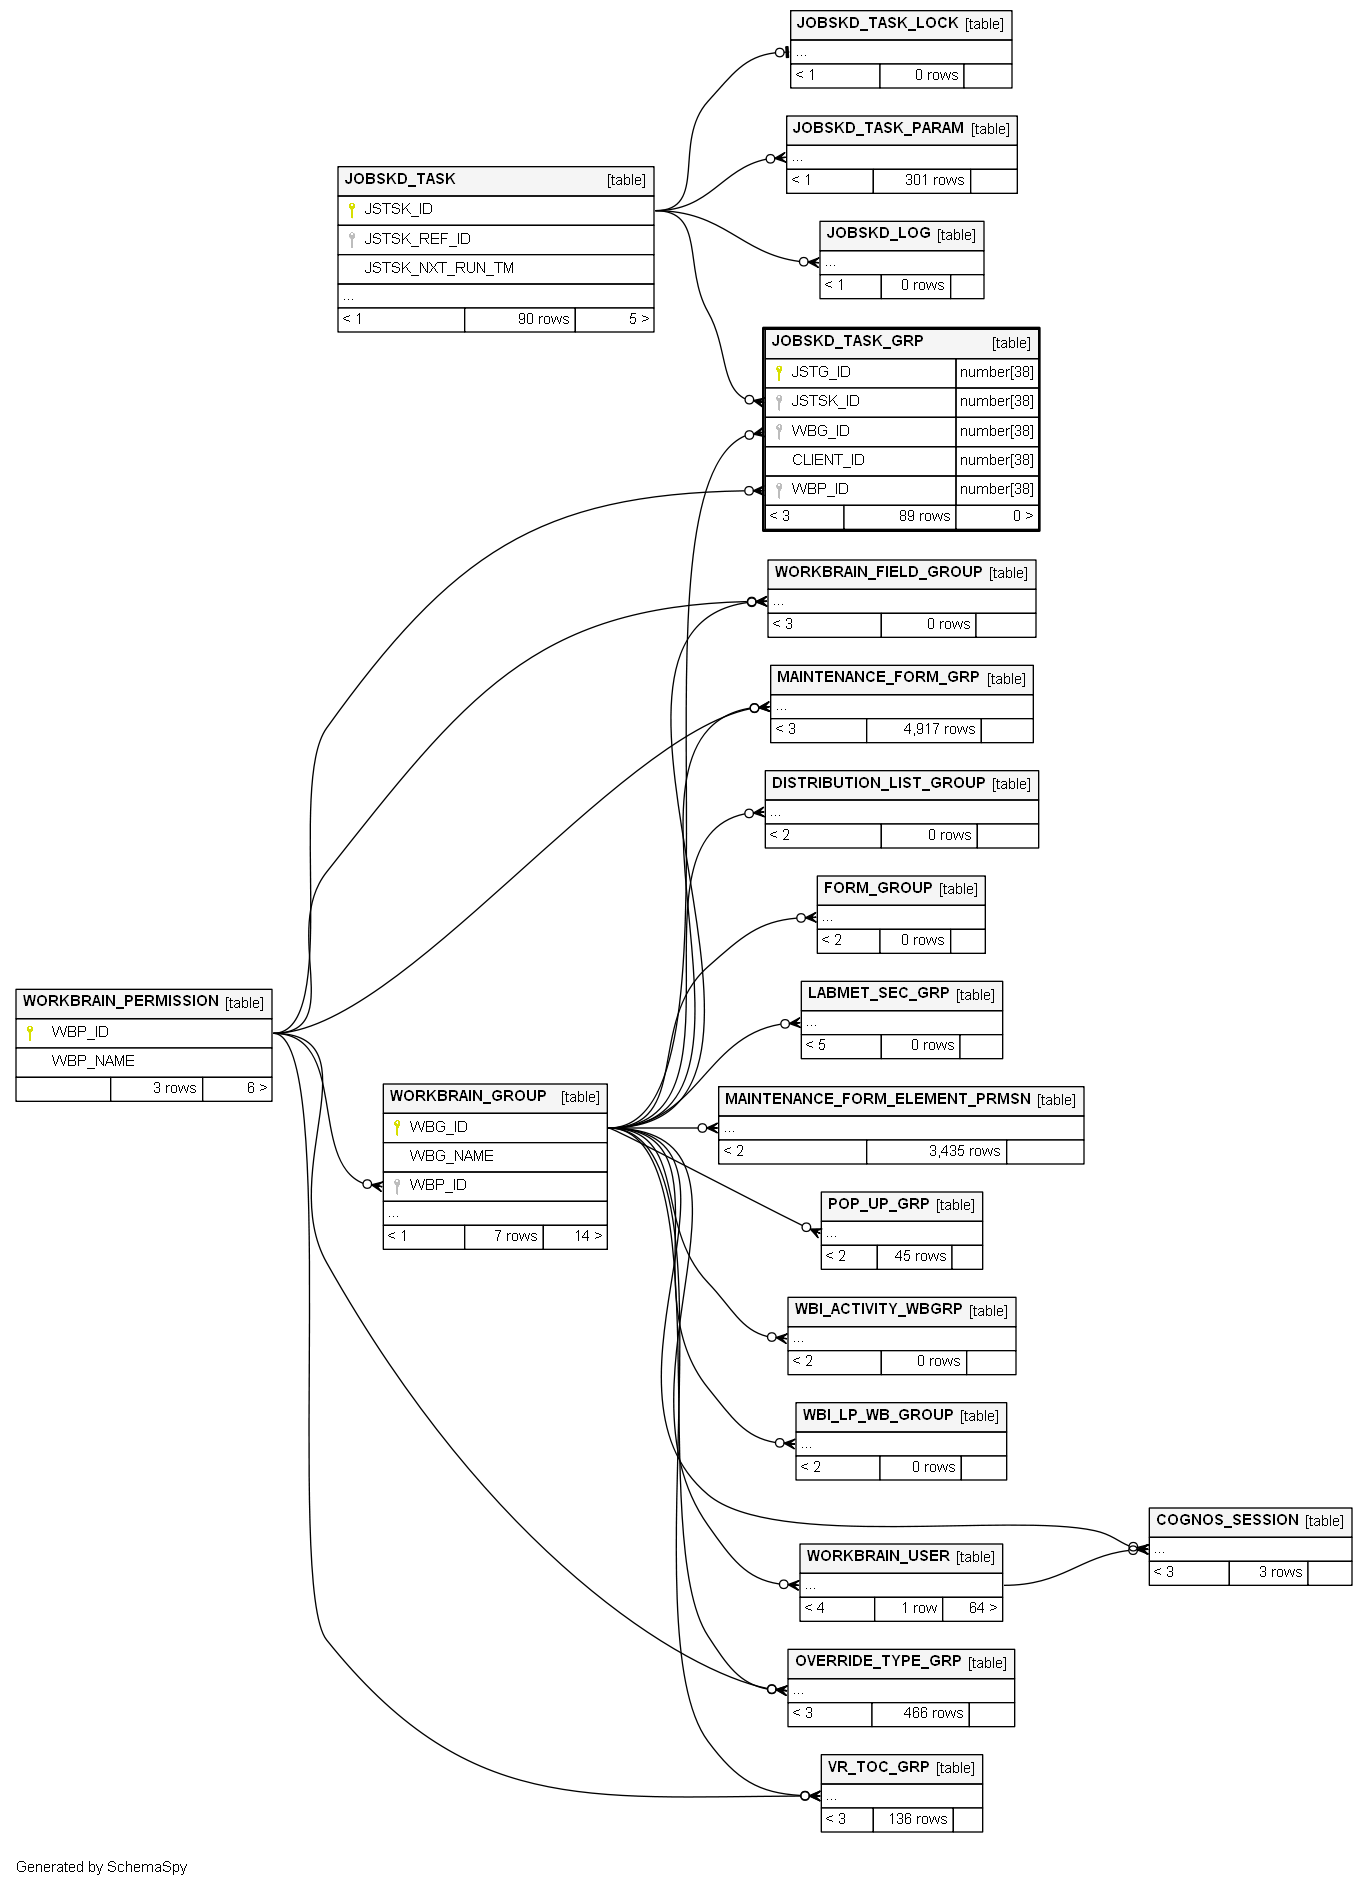 JOBSKD_TASK_LOCK [table]
...
< 1 0 rows
JOBSKD_TASK_PARAM [table]
...
< 1 301 rows
JOBSKD_TASK [table]
JSTSK_ID
JSTSK_REF_ID
JSTSK_NXT_RUN_TM
...
< 1 90 rows 5 >
JOBSKD_LOG [table]
...
< 1 0 rows
JOBSKD_TASK_GRP [table]
JSTG_ID number[38]
JSTSK_ID number[38]
WBG_ID number[38]
CLIENT_ID number[38]
WBP_ID number[38]
< 3 89 rows 0 >
WORKBRAIN_FIELD_GROUP [table]
...
< 3 0 rows
MAINTENANCE_FORM_GRP [table]
...
< 3 4,917 rows
DISTRIBUTION_LIST_GROUP [table]
...
< 2 0 rows
FORM_GROUP [table]
...
< 2 0 rows
LABMET_SEC_GRP [table]
...
< 5 0 rows
WORKBRAIN_PERMISSION [table]
WBP_ID
WBP_NAME
3 rows 6 >
WORKBRAIN_GROUP [table]
WBG_ID
WBG_NAME
WBP_ID
...
< 1 7 rows 14 >
MAINTENANCE_FORM_ELEMENT_PRMSN [table]
...
< 2 3,435 rows
POP_UP_GRP [table]
...
< 2 45 rows
WBI_ACTIVITY_WBGRP [table]
...
< 2 0 rows
WBI_LP_WB_GROUP [table]
...
< 2 0 rows
COGNOS_SESSION [table]
...
< 3 3 rows
WORKBRAIN_USER [table]
...
< 4 1 row 64 >
OVERRIDE_TYPE_GRP [table]
...
< 3 466 rows
VR_TOC_GRP [table]
...
< 3 136 rows
Generated by SchemaSpy